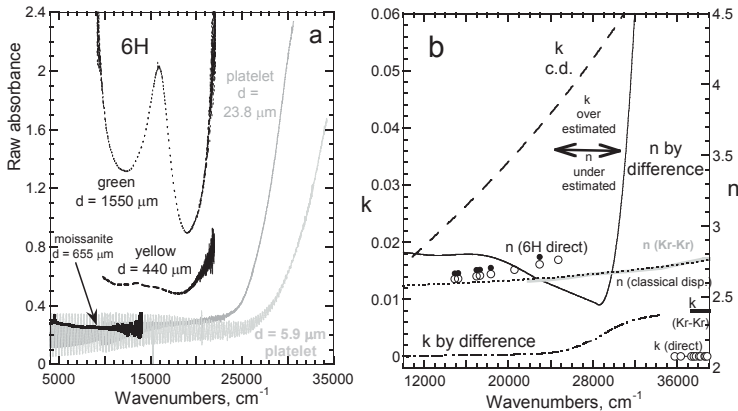 2.4
2
1.6
1.2
0.8
0.4
0
Raw absorbance
6H
a
platelet
d =
23.8 μm
green
d = 1550 μm
moissanite
d = 655 μm
yellow
d = 440 μm
d = 5.9 μm
platelet
5000
15000
25000
35000
Wavenumbers, cm-1
0.06
0.05
0.04
0.03
0.02
0.01
0
k
b
k
c.d.
k
over
estimated
n
under
estimated
n by
difference
n (6H direct)
n (Kr-Kr)
n (classical disp.)
k
(Kr-Kr)
k by difference
k (direct)
4.5
4
3.5
3
2.5
2
n
12000
20000
28000
36000
Wavenumbers, cm-1